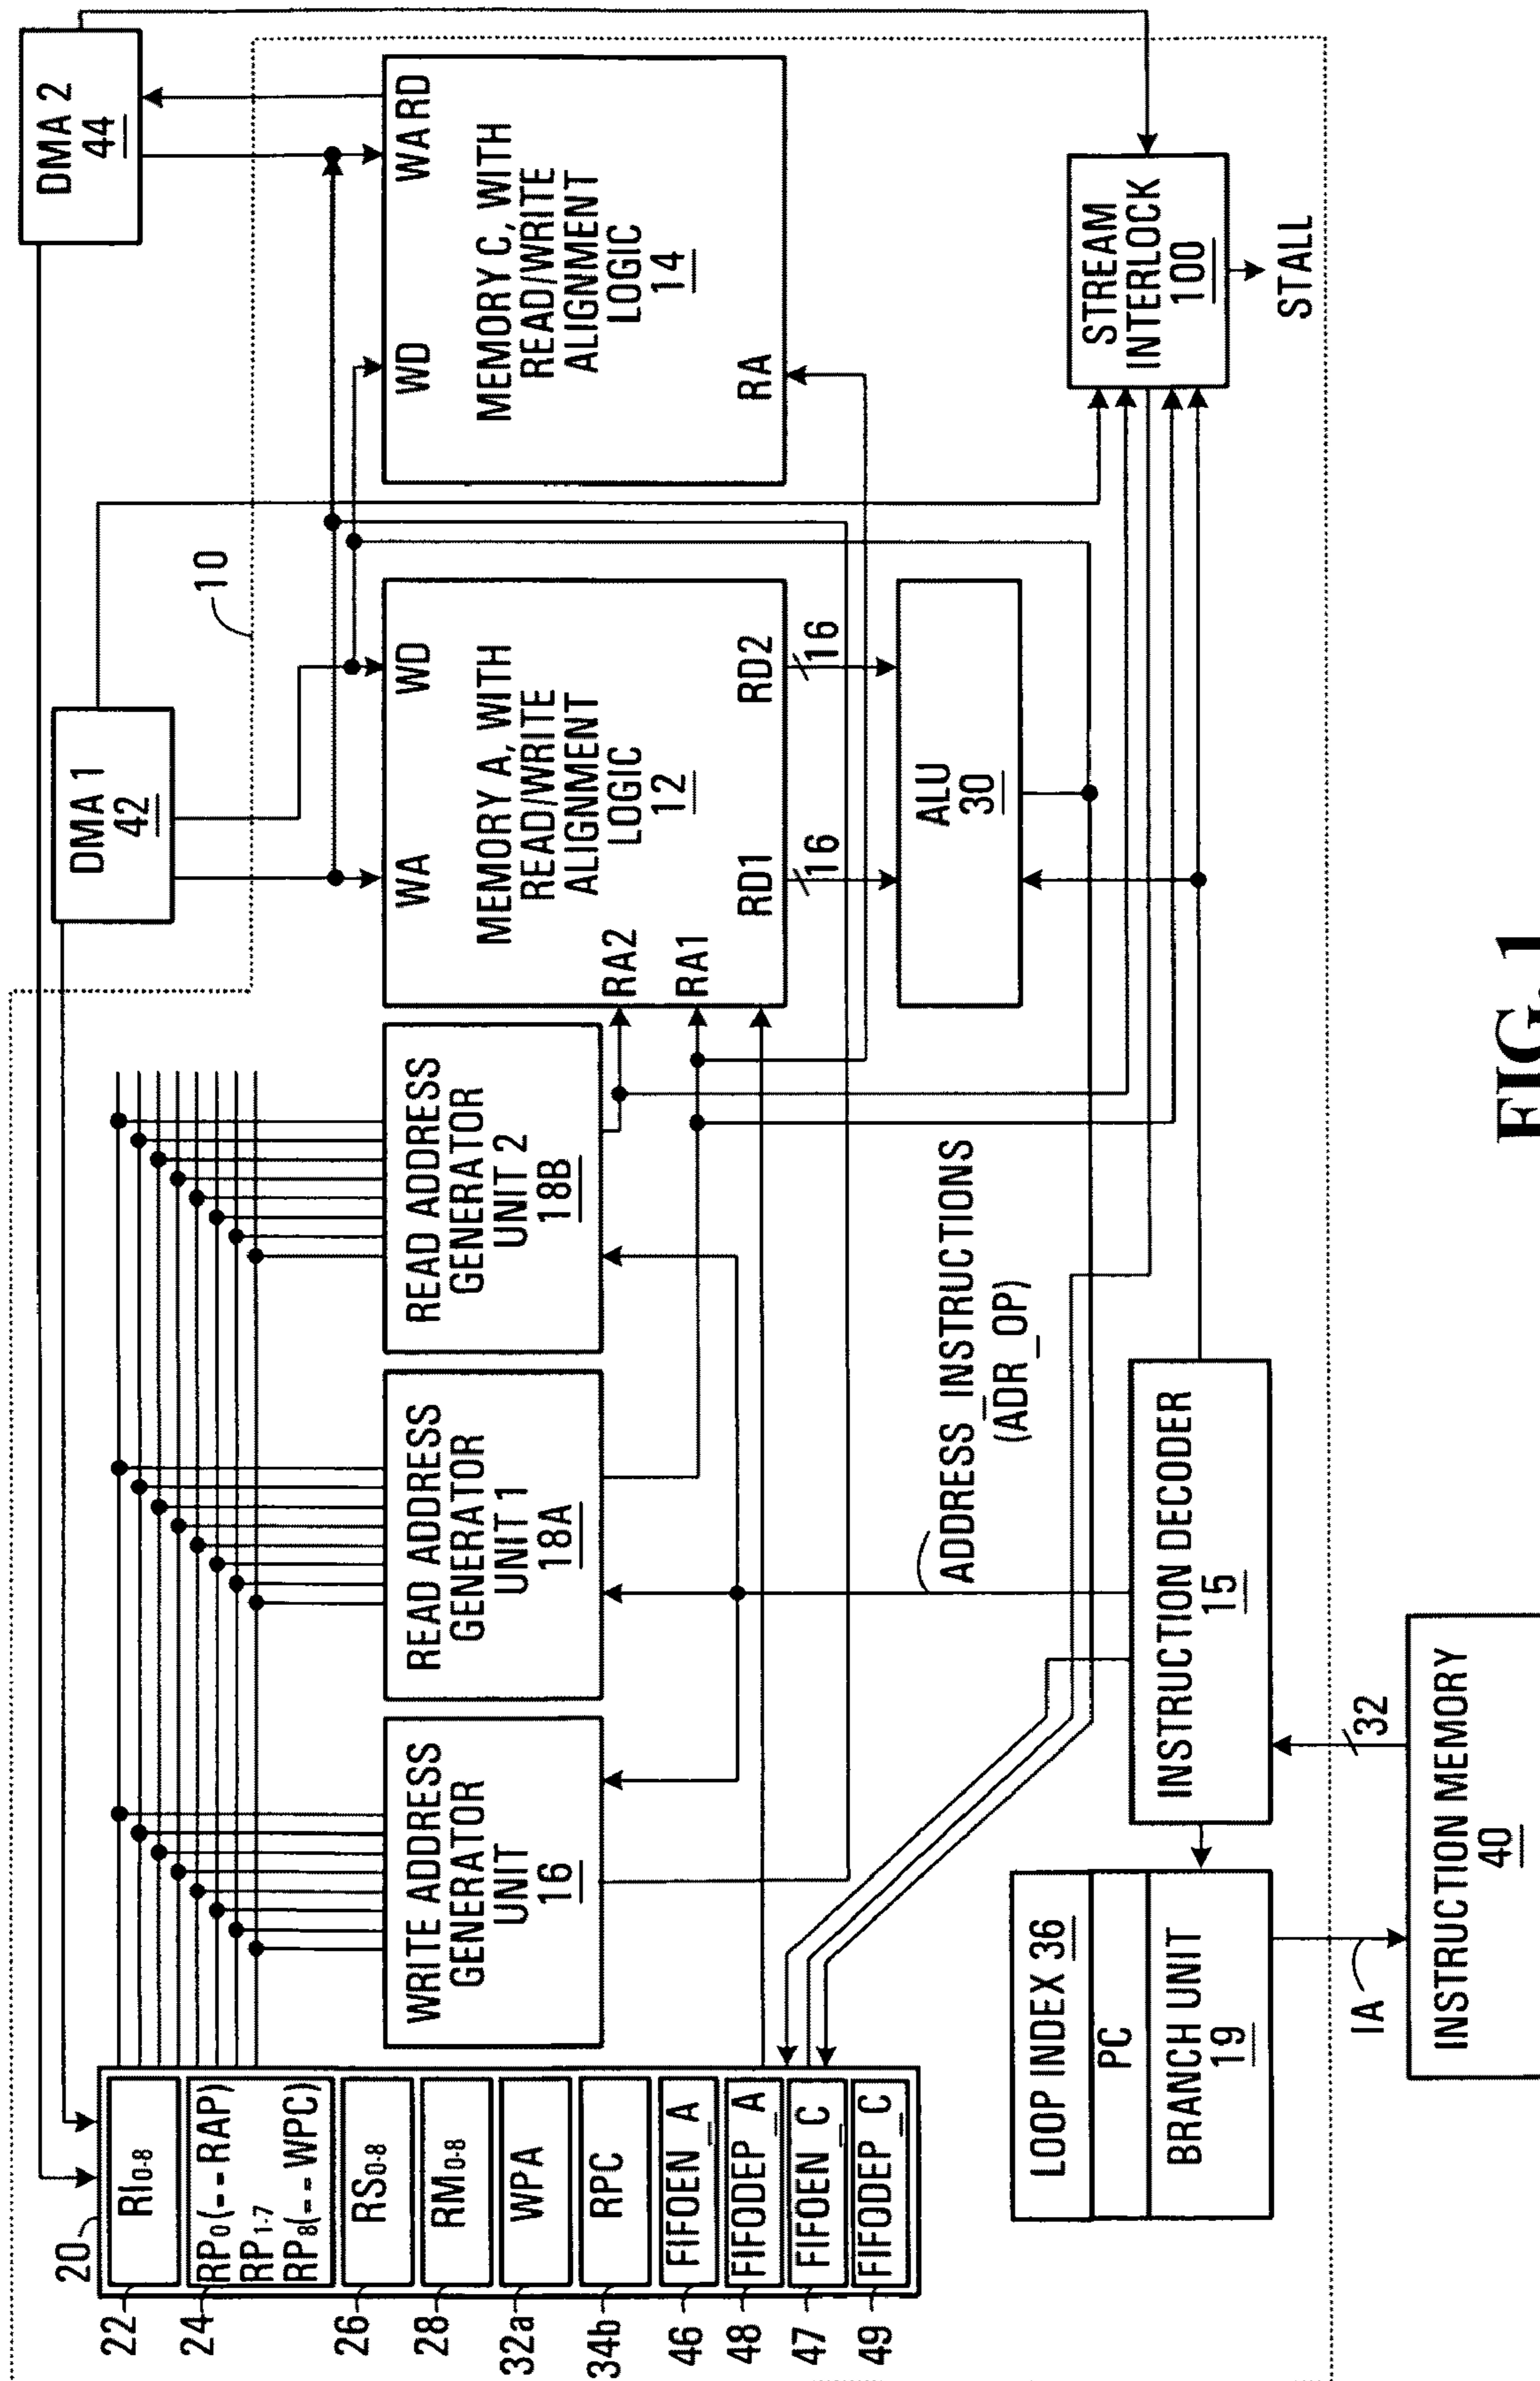 DMA 2
44
DMA 1
42
10
20
22
RI0-8
24
RP0 (==RAP)
RP1-7
RP8(==WPC)
26
RS0-8
28
RM0-8
32a
WPA
34b
RPC
46
FIFOEN_A
48
FIFODEP_A
47
FIFOEN_C
49
FIFODEP_C
WRITE ADDRESS
GENERATOR
UNIT
16
READ ADDRESS
GENERATOR
UNIT 1
18A
READ ADDRESS
GENERATOR
UNIT 2
18B
WA
WD
MEMORY A, WITH
READ/WRITE
ALIGNMENT
LOGIC
12
RA2
RA1
RD1
RD2
16
16
WD
WA
RD
MEMORY C, WITH
READ/WRITE
ALIGNMENT
LOGIC
14
RA
ALU
30
ADDRESS INSTRUCTIONS
(ADR_OP)
STREAM
INTERLOCK
100
STALL
LOOP INDEX 36
PC
BRANCH UNIT
19
INSTRUCTION DECODER
15
IA
32
INSTRUCTION MEMORY
40
FIG. 1